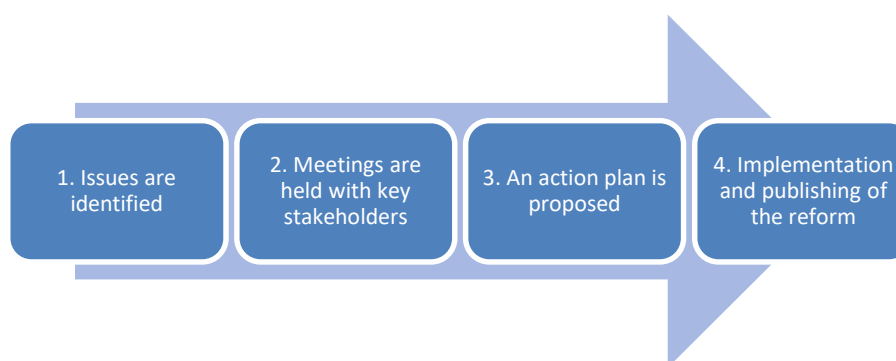 1. Issues are
identified
2. Meetings are
held with key
stakeholders
3. An action plan is
proposed
4. Implementation
and publishing of
the reform